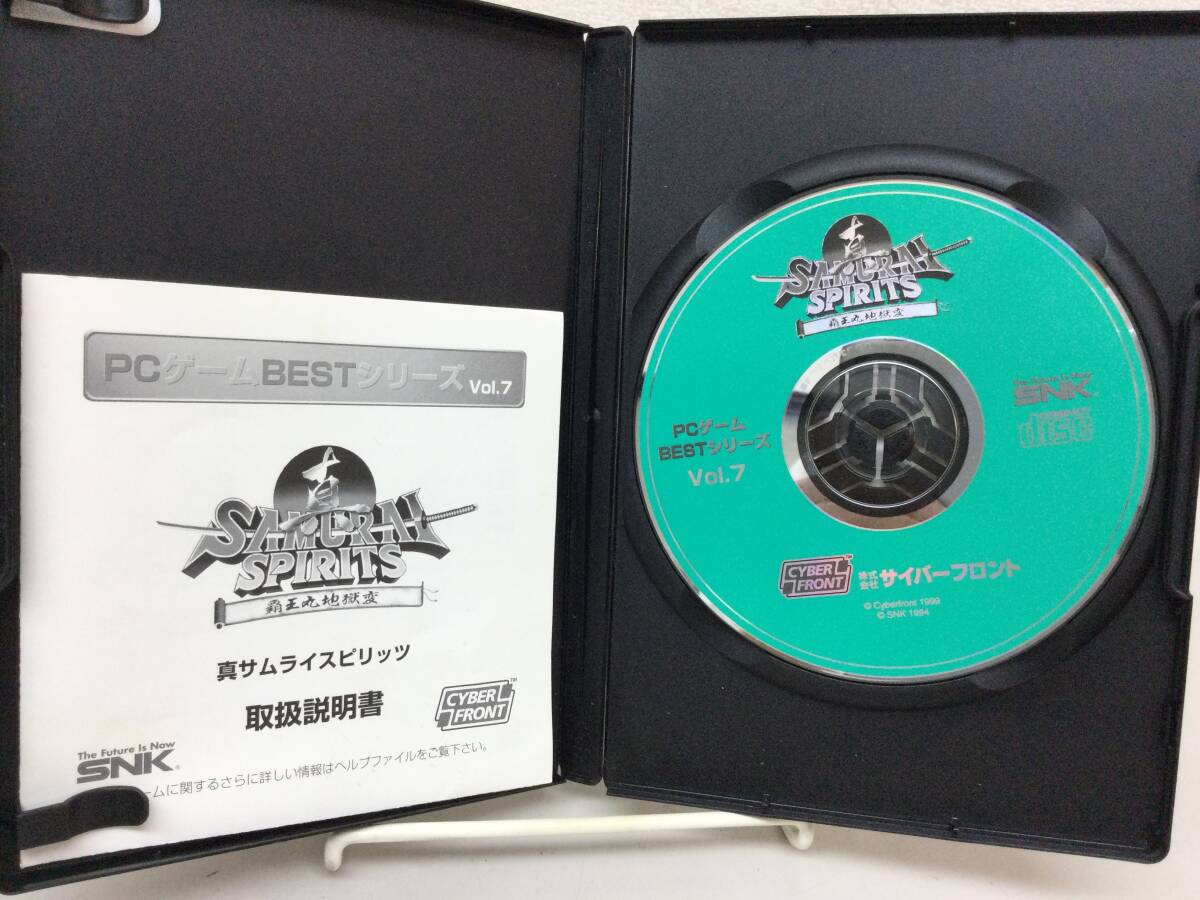 PCゲームBESTシリーズ Vol.7
真
SAMURAI
SPIRITS
覇王丸地獄変
真サムライスピリッツ
取扱説明書
CYBER
FRONT
TM
The Future Is Now
SNK®
ームに関するさらに詳しい情報はヘルプファイルをご覧下さい。
真
SAMURAI
SPIRITS
覇王丸地獄変
The Future Is Now
SNK
COMPACT
disc
PCゲーム
BESTシリーズ
Vol.7
CYBER
FRONT
TM
株式会社サイバーフロント
© Cyberfront 1999
© SNK 1994